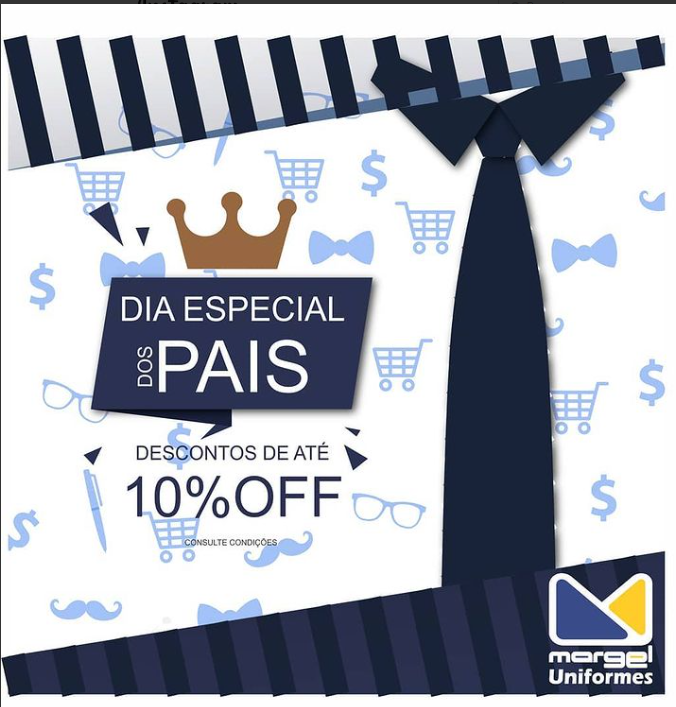 DIA ESPECIAL
DOS PAIS
DESCONTOS DE ATÉ
10%OFF
CONSULTE CONDIÇÕES
margel
Uniformes